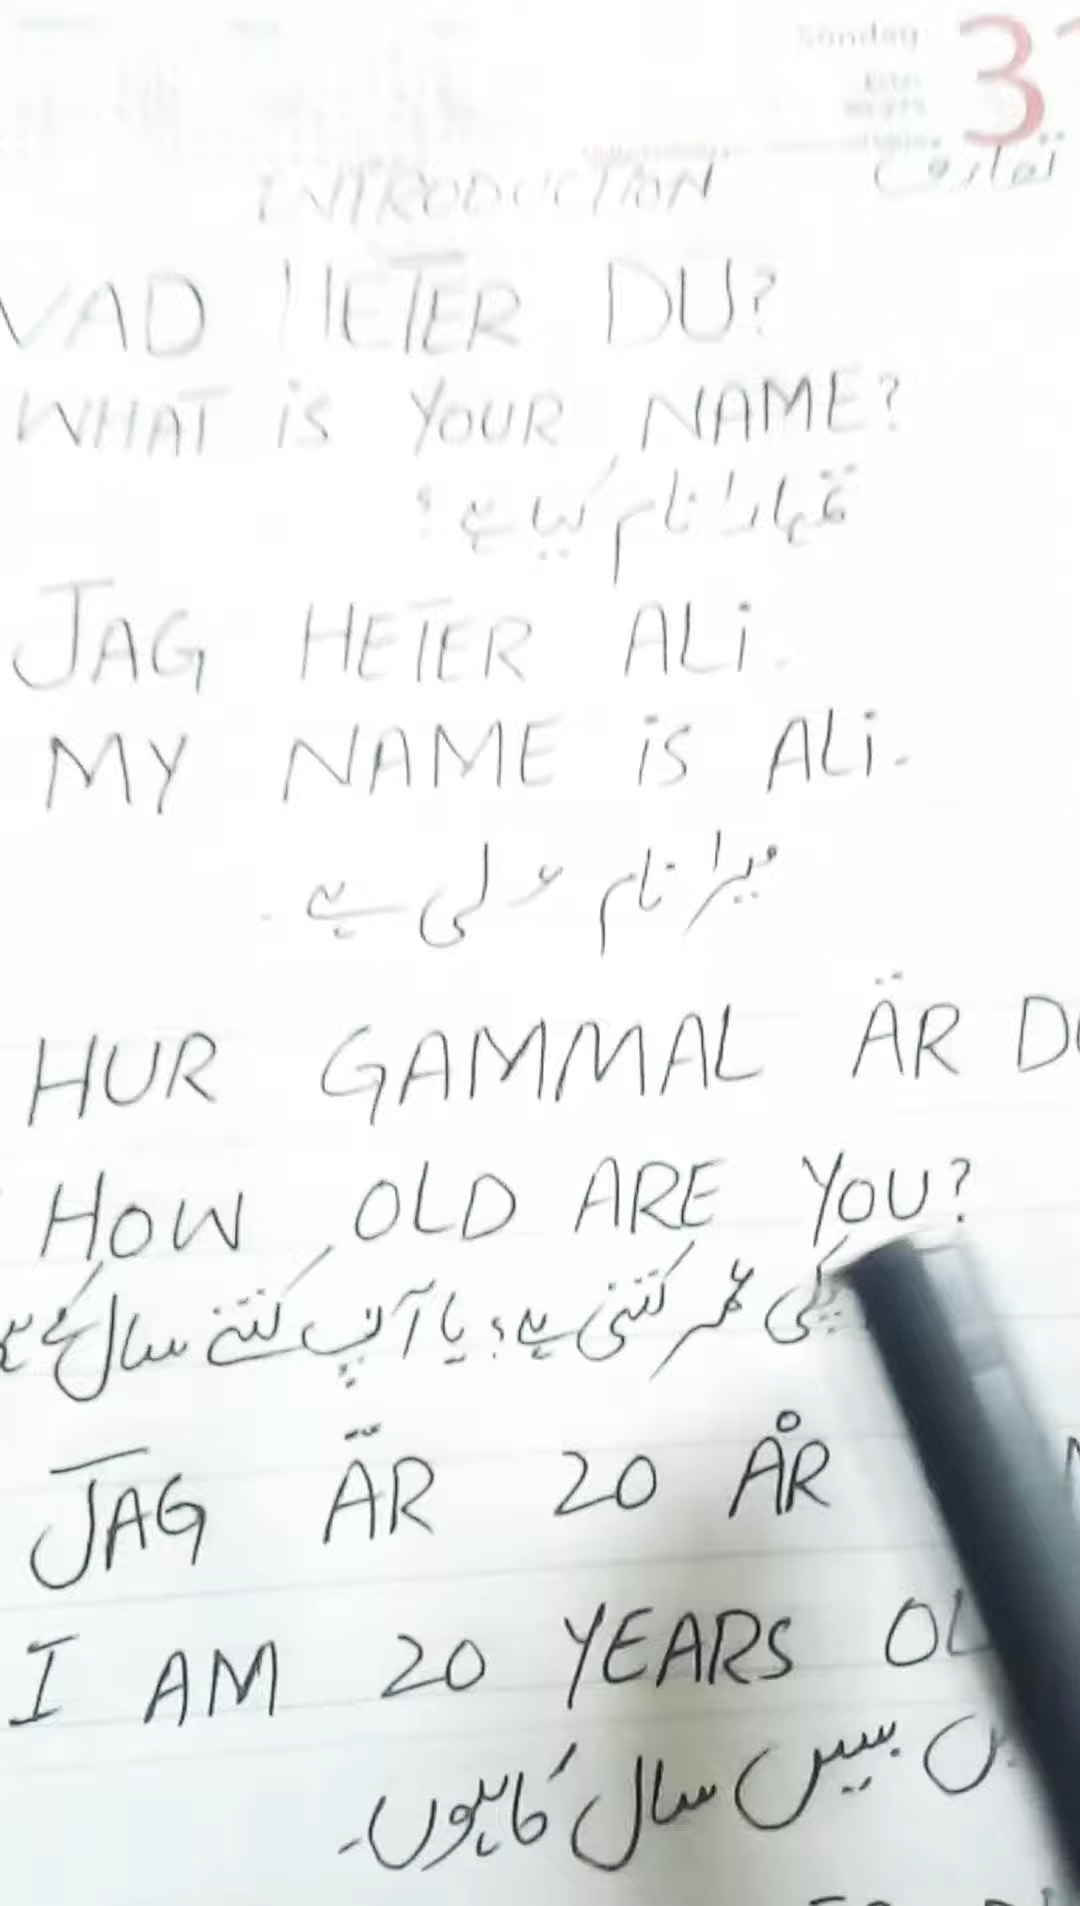 Sunday
3
INTRODUCTION تعارف
VAD HETER DU?
WHAT iS YOUR NAME?
تمہارا نام کیا ہے؟
JAG HETER ALi.
MY NAME iS ALi.
میرا نام علی ہے۔
HUR GAMMAL ÄR
HOW OLD ARE YOU?
عمر کتنی ہے؟ یا آپ کتنے سال کے
JAG ÄR 20 ÅR
I AM 20 YEARS
بیس سال کا ہوں۔